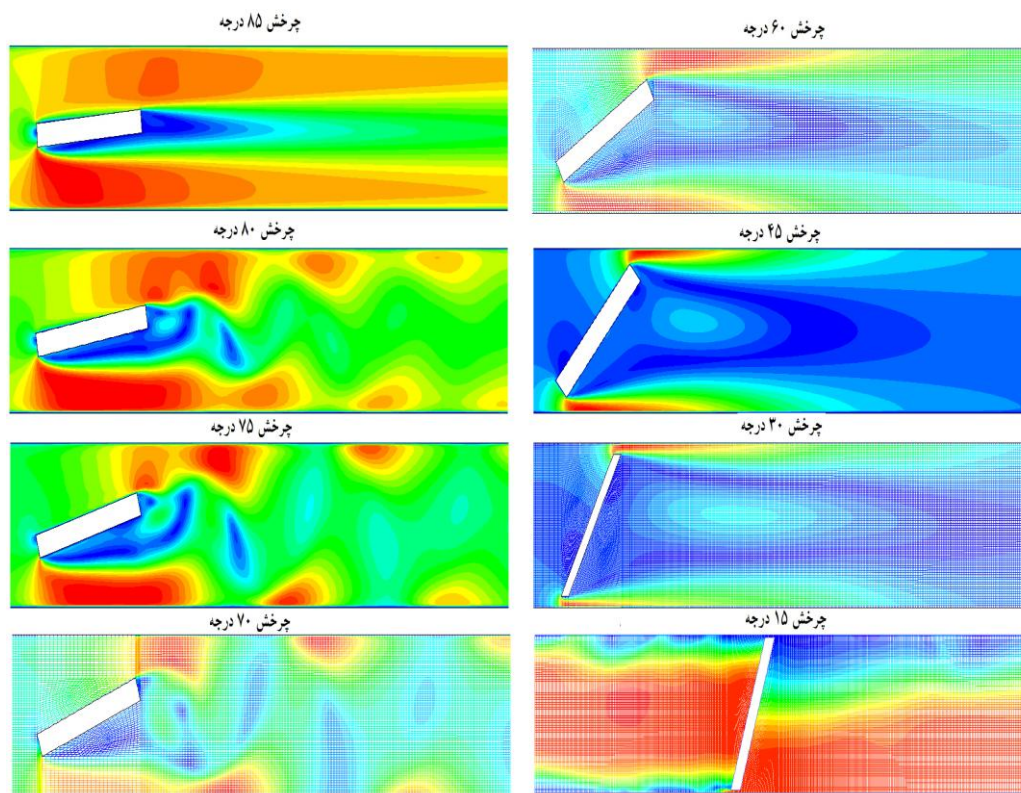 چرخش ۸۵ درجه
چرخش ۶۰ درجه
چرخش ۸۰ درجه
چرخش ۴۵ درجه
چرخش ۷۵ درجه
چرخش ۳۰ درجه
چرخش ۷۰ درجه
چرخش ۱۵ درجه